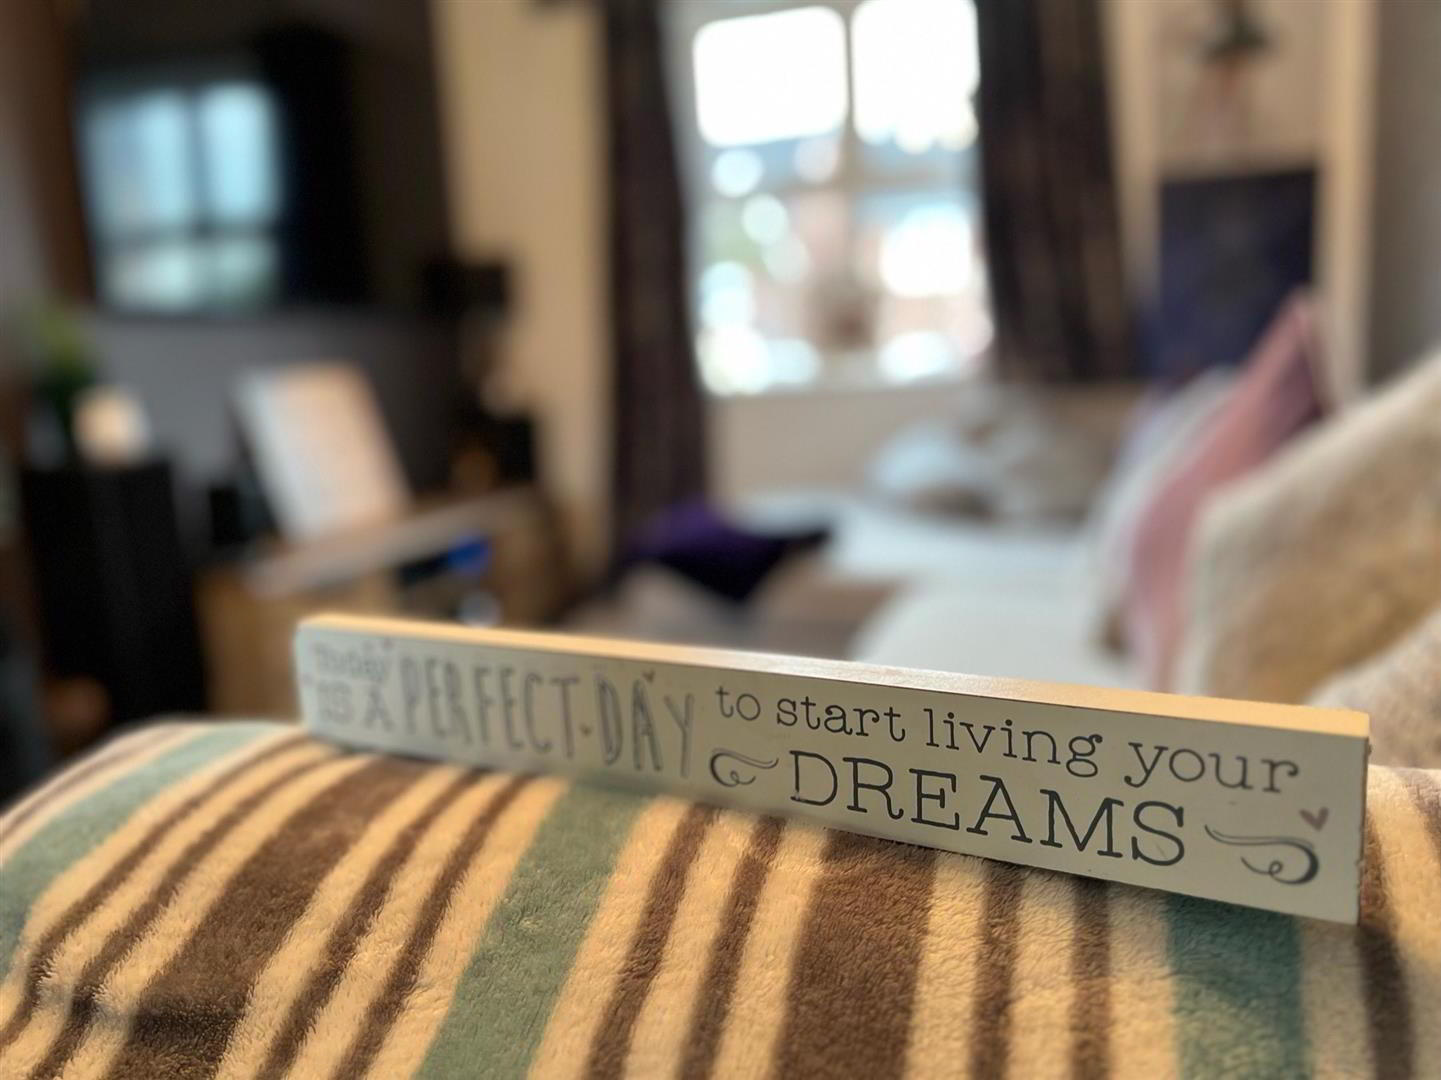 Today
IS A PERFECT·DAY
to start living your
DREAMS